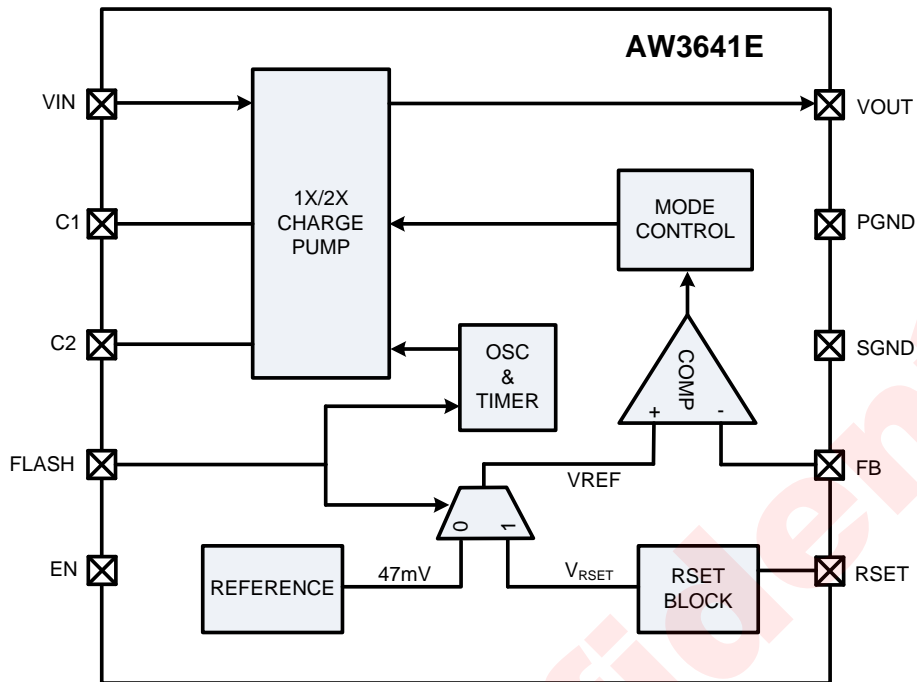 AW3641E
VIN
VOUT
1X/2X
CHARGE
PUMP
MODE
CONTROL
C1
PGND
C2
SGND
OSC
&
TIMER
COMP
+ -
FLASH
FB
VREF
0 1
EN
REFERENCE
47mV
VRSET
RSET
BLOCK
RSET